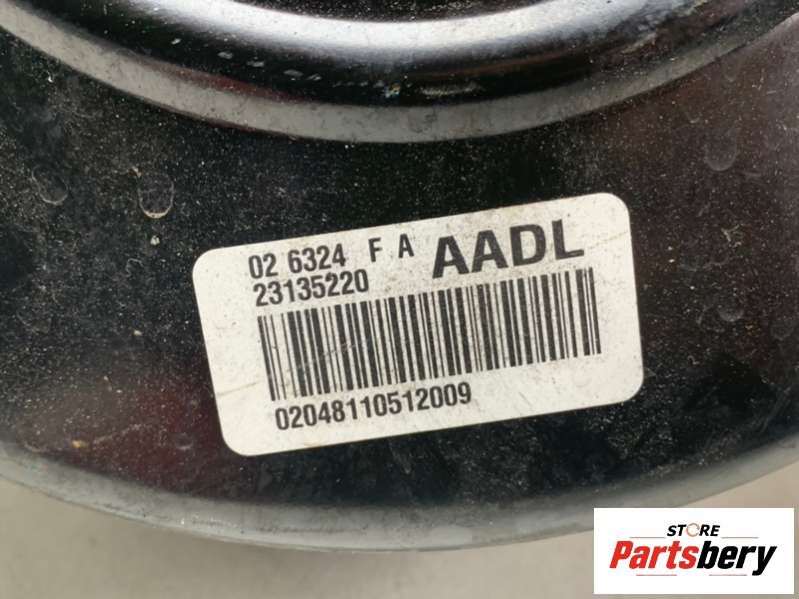 02 6324 F A AADL
23135220
02048110512009
STORE
Partsbery